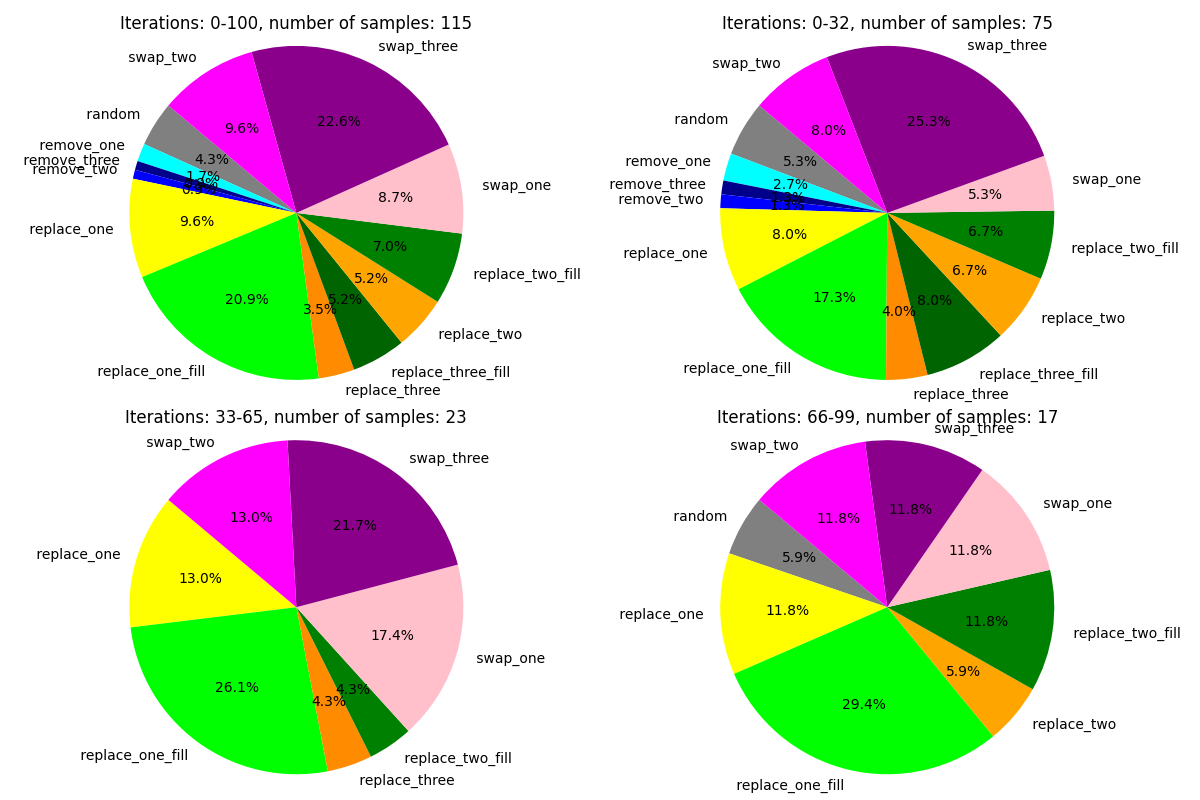 Iterations: 0-100, number of samples: 115
swap_three
swap_two
random
remove_one
remove_three
remove_two
replace_one
replace_one_fill
replace_three
replace_three_fill
replace_two
replace_two_fill
swap_one
22.6%
9.6%
4.3%
1.7%
9.6%
20.9%
3.5%
5.2%
5.2%
7.0%
8.7%
Iterations: 0-32, number of samples: 75
swap_three
swap_two
random
remove_one
remove_three
remove_two
replace_one
replace_one_fill
replace_three
replace_three_fill
replace_two
replace_two_fill
swap_one
25.3%
8.0%
5.3%
2.7%
1.3%
8.0%
17.3%
4.0%
8.0%
6.7%
6.7%
5.3%
Iterations: 33-65, number of samples: 23
swap_two
swap_three
replace_one
replace_one_fill
replace_three
replace_two_fill
swap_one
13.0%
21.7%
13.0%
26.1%
4.3%
4.3%
17.4%
Iterations: 66-99, number of samples: 17
swap_three
swap_two
random
replace_one
replace_one_fill
replace_two
replace_two_fill
swap_one
11.8%
11.8%
5.9%
11.8%
29.4%
5.9%
11.8%
11.8%